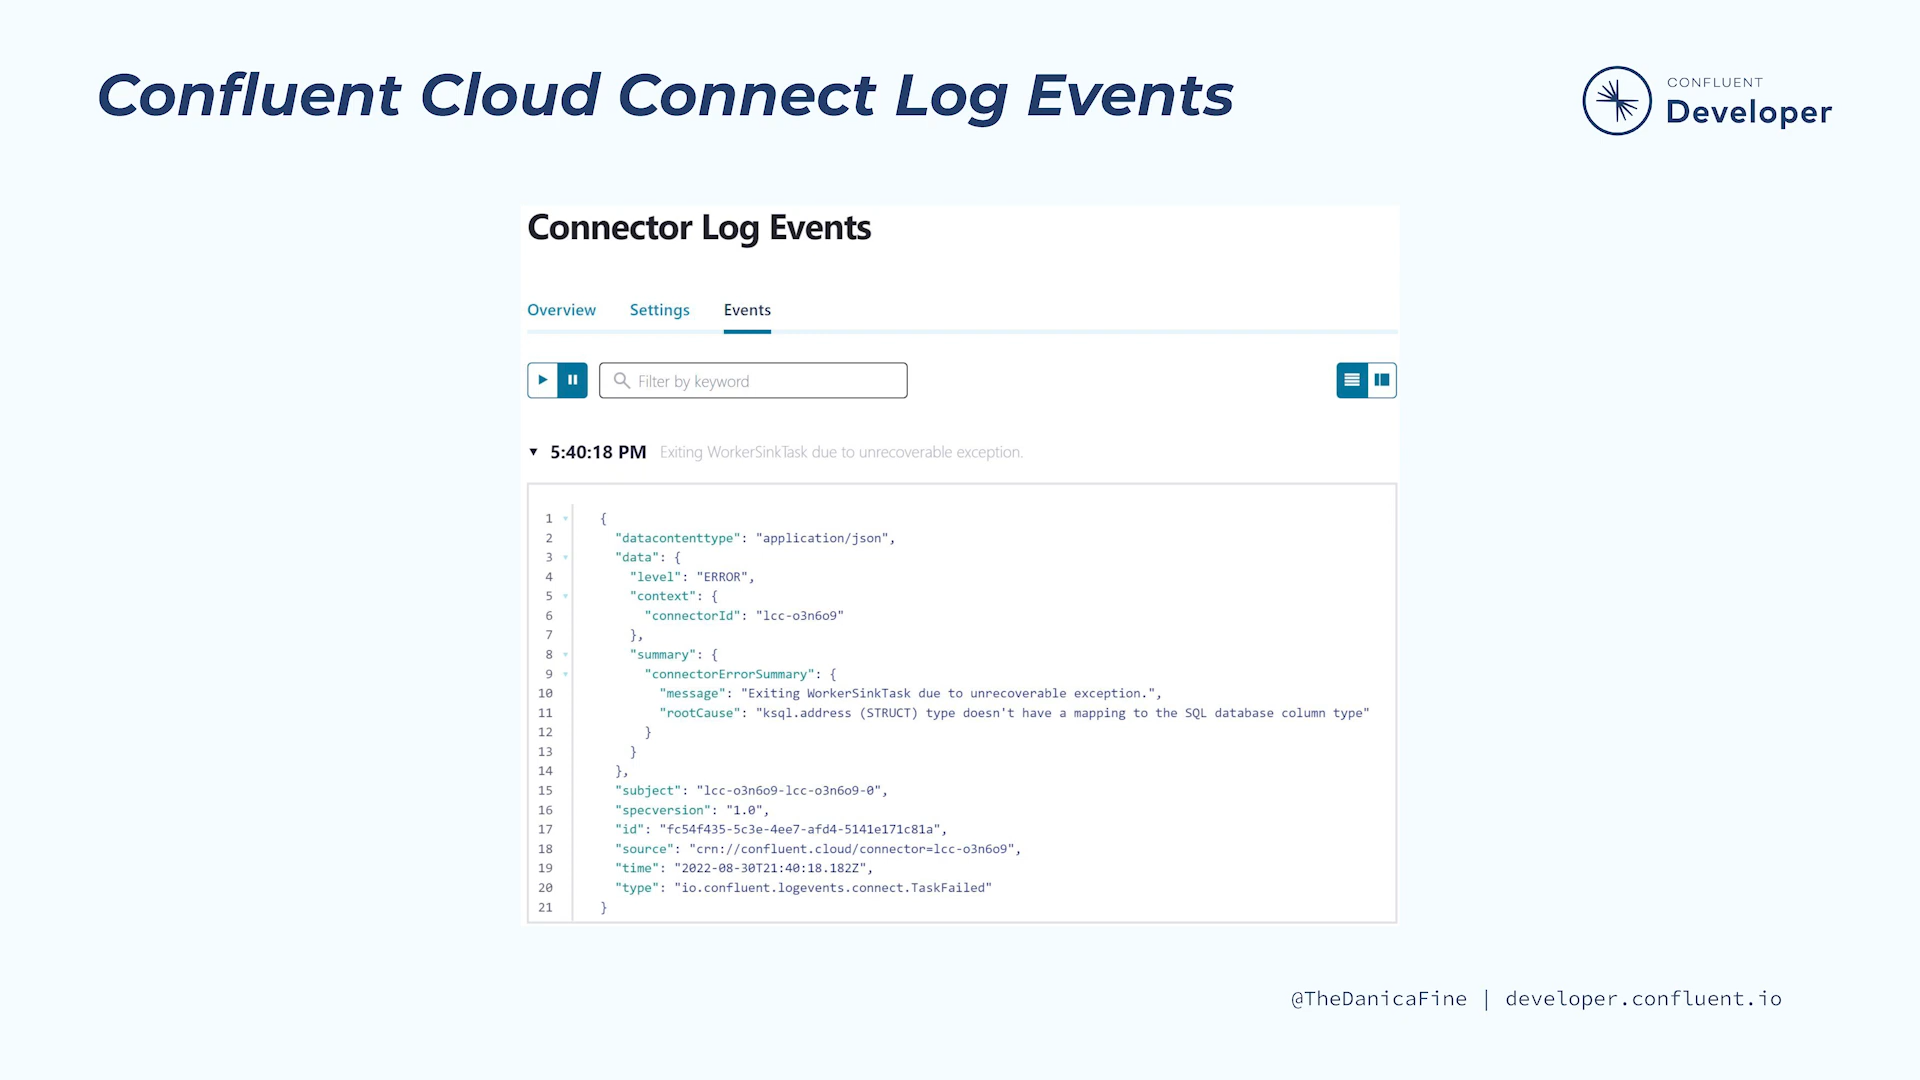 Confluent Cloud Connect Log Events
CONFLUENT
Developer
Connector Log Events
Overview Settings Events
Filter by keyword
5:40:18 PM Exiting WorkerSinkTask due to unrecoverable exception.
1 {
2 "datacontenttype": "application/json",
3 "data": {
4 "level": "ERROR",
5 "context": {
6 "connectorId": "lcc-o3n6o9"
7 },
8 "summary": {
9 "connectorErrorSummary": {
10 "message": "Exiting WorkerSinkTask due to unrecoverable exception.",
11 "rootCause": "ksql.address (STRUCT) type doesn't have a mapping to the SQL database column type"
12 }
13 }
14 },
15 "subject": "lcc-o3n6o9-lcc-o3n6o9-0",
16 "specversion": "1.0",
17 "id": "fc54f435-5c3e-4ee7-afd4-5141e171c81a",
18 "source": "crn://confluent.cloud/connector=lcc-o3n6o9",
19 "time": "2022-08-30T21:40:18.182Z",
20 "type": "io.confluent.logevents.connect.TaskFailed"
21 }
@TheDanicaFine | developer.confluent.io